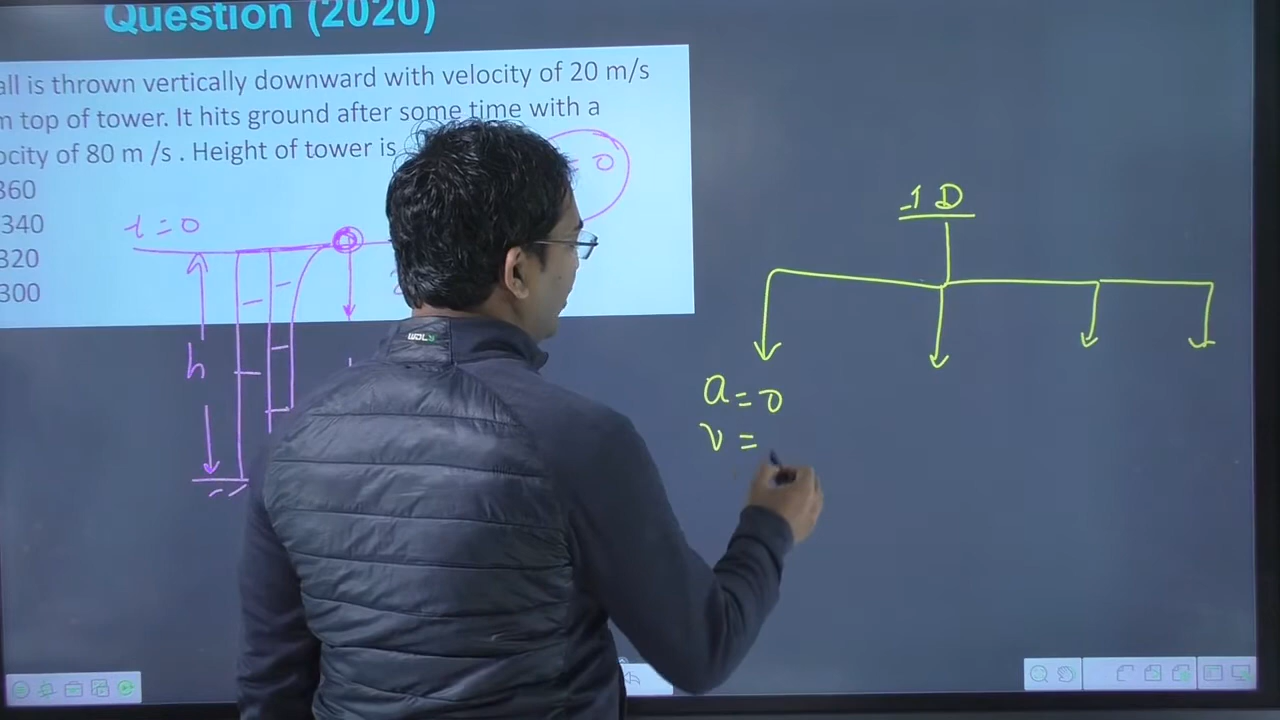 Question (2020)
all is thrown vertically downward with velocity of 20 m/s
m top of tower. It hits ground after some time with a
ocity of 80 m /s . Height of tower is
360
340
320
300
t=0
= 0
h
1 D
a = 0
v =